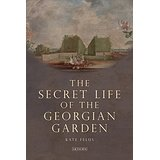 THE
SECRET LIFE
OF THE
GEORGIAN
GARDEN
KATE FELUS